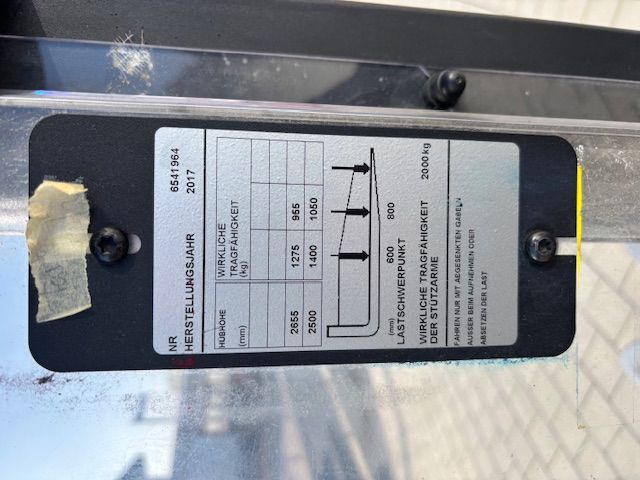 NR 6541964
HERSTELLUNGSJAHR 2017
HUBHÖHE
(mm)
WIRKLICHE
TRAGFÄHIGKEIT
(kg)
2655 1275 955
2500 1400 1050
(mm) 600 800
LASTSCHWERPUNKT
WIRKLICHE TRAGFÄHIGKEIT
DER STÜTZARME 2000 kg
FAHREN NUR MIT ABGESENKTEN GABELN
AUSSER BEIM AUFNEHMEN ODER
ABSETZEN DER LAST